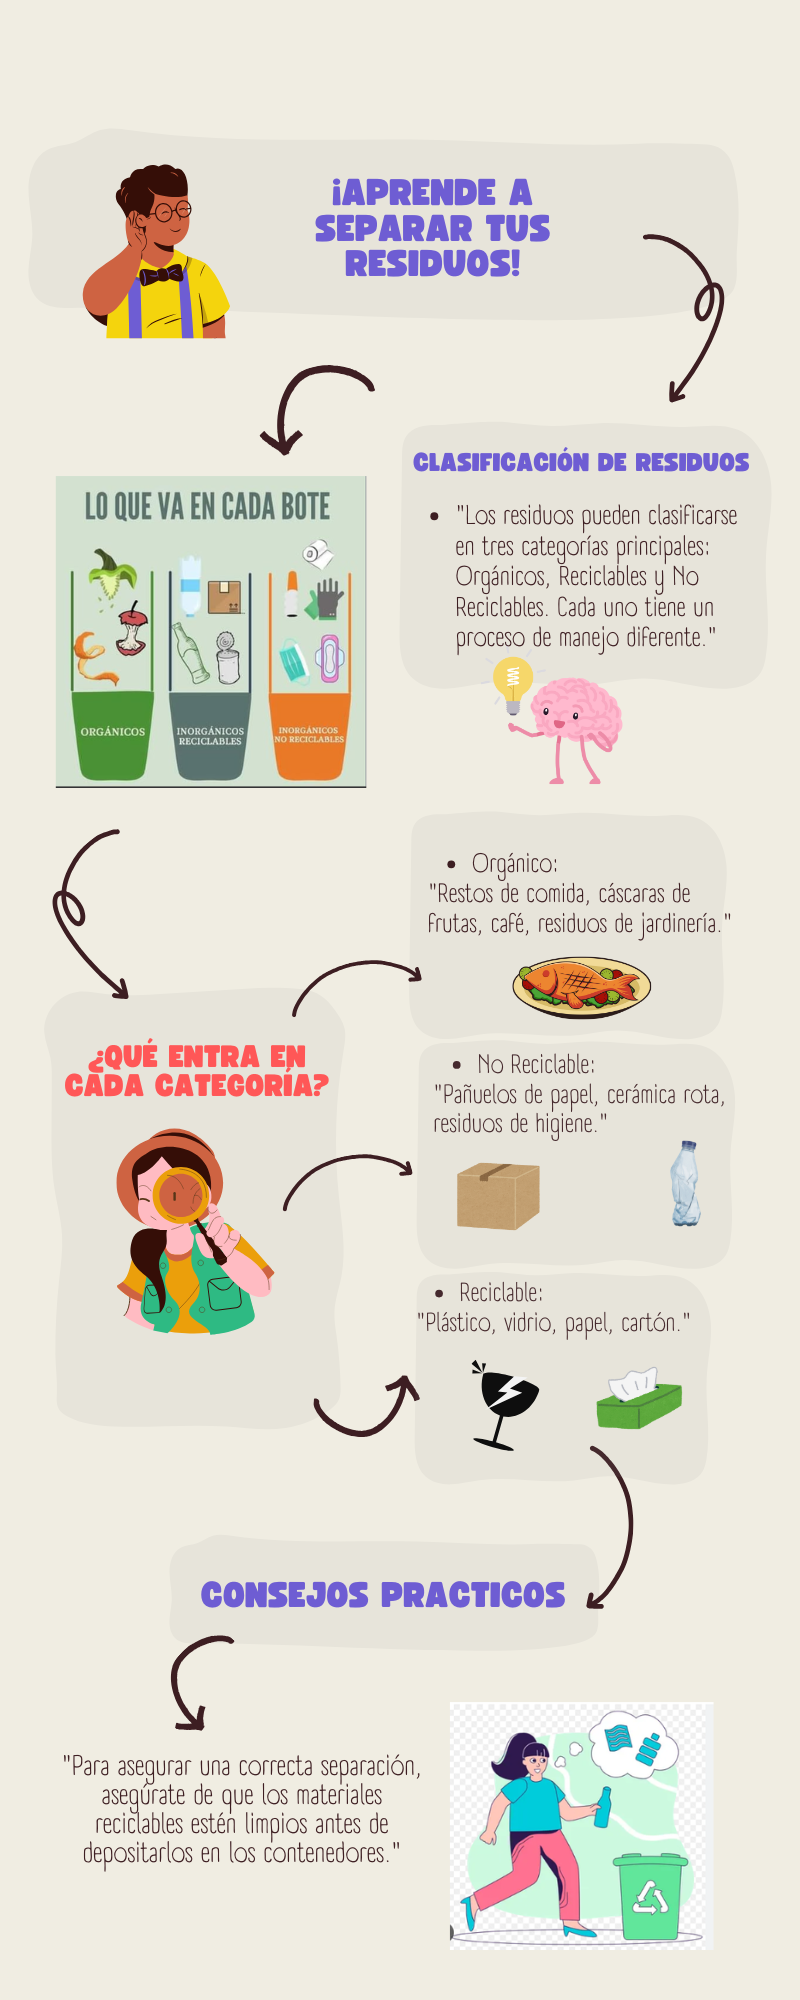 ¡APRENDE A
SEPARAR TUS
RESIDUOS!
CLASIFICACIÓN DE RESIDUOS
• "Los residuos pueden clasificarse
en tres categorías principales:
Orgánicos, Reciclables y No
Reciclables. Cada uno tiene un
proceso de manejo diferente."
LO QUE VA EN CADA BOTE
ORGÁNICOS
INORGÁNICOS
RECICLABLES
INORGÁNICOS
NO RECICLABLES
¿QUÉ ENTRA EN
CADA CATEGORÍA?
• Orgánico:
"Restos de comida, cáscaras de
frutas, café, residuos de jardinería."
• No Reciclable:
"Pañuelos de papel, cerámica rota,
residuos de higiene."
• Reciclable:
"Plástico, vidrio, papel, cartón."
CONSEJOS PRACTICOS
"Para asegurar una correcta separación,
asegúrate de que los materiales
reciclables estén limpios antes de
depositarlos en los contenedores."